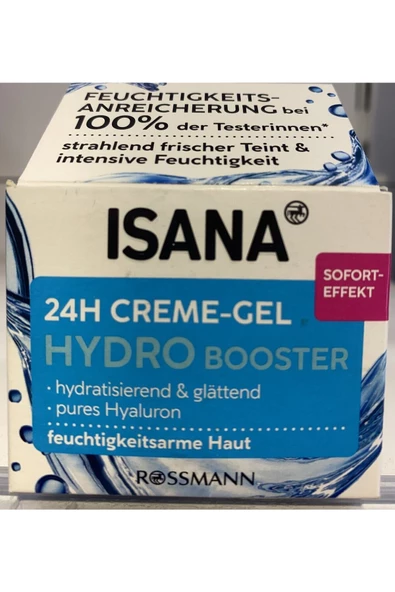 FEUCHTIGKEITS-
ANREICHERUNG bei
100% der Testerinnen*
strahlend frischer Teint &
intensive Feuchtigkeit
ISANA
SOFORT-
EFFEKT
24H CREME-GEL
HYDRO BOOSTER
· hydratisierend & glättend
· pures Hyaluron
feuchtigkeitsarme Haut
ROSSMANN